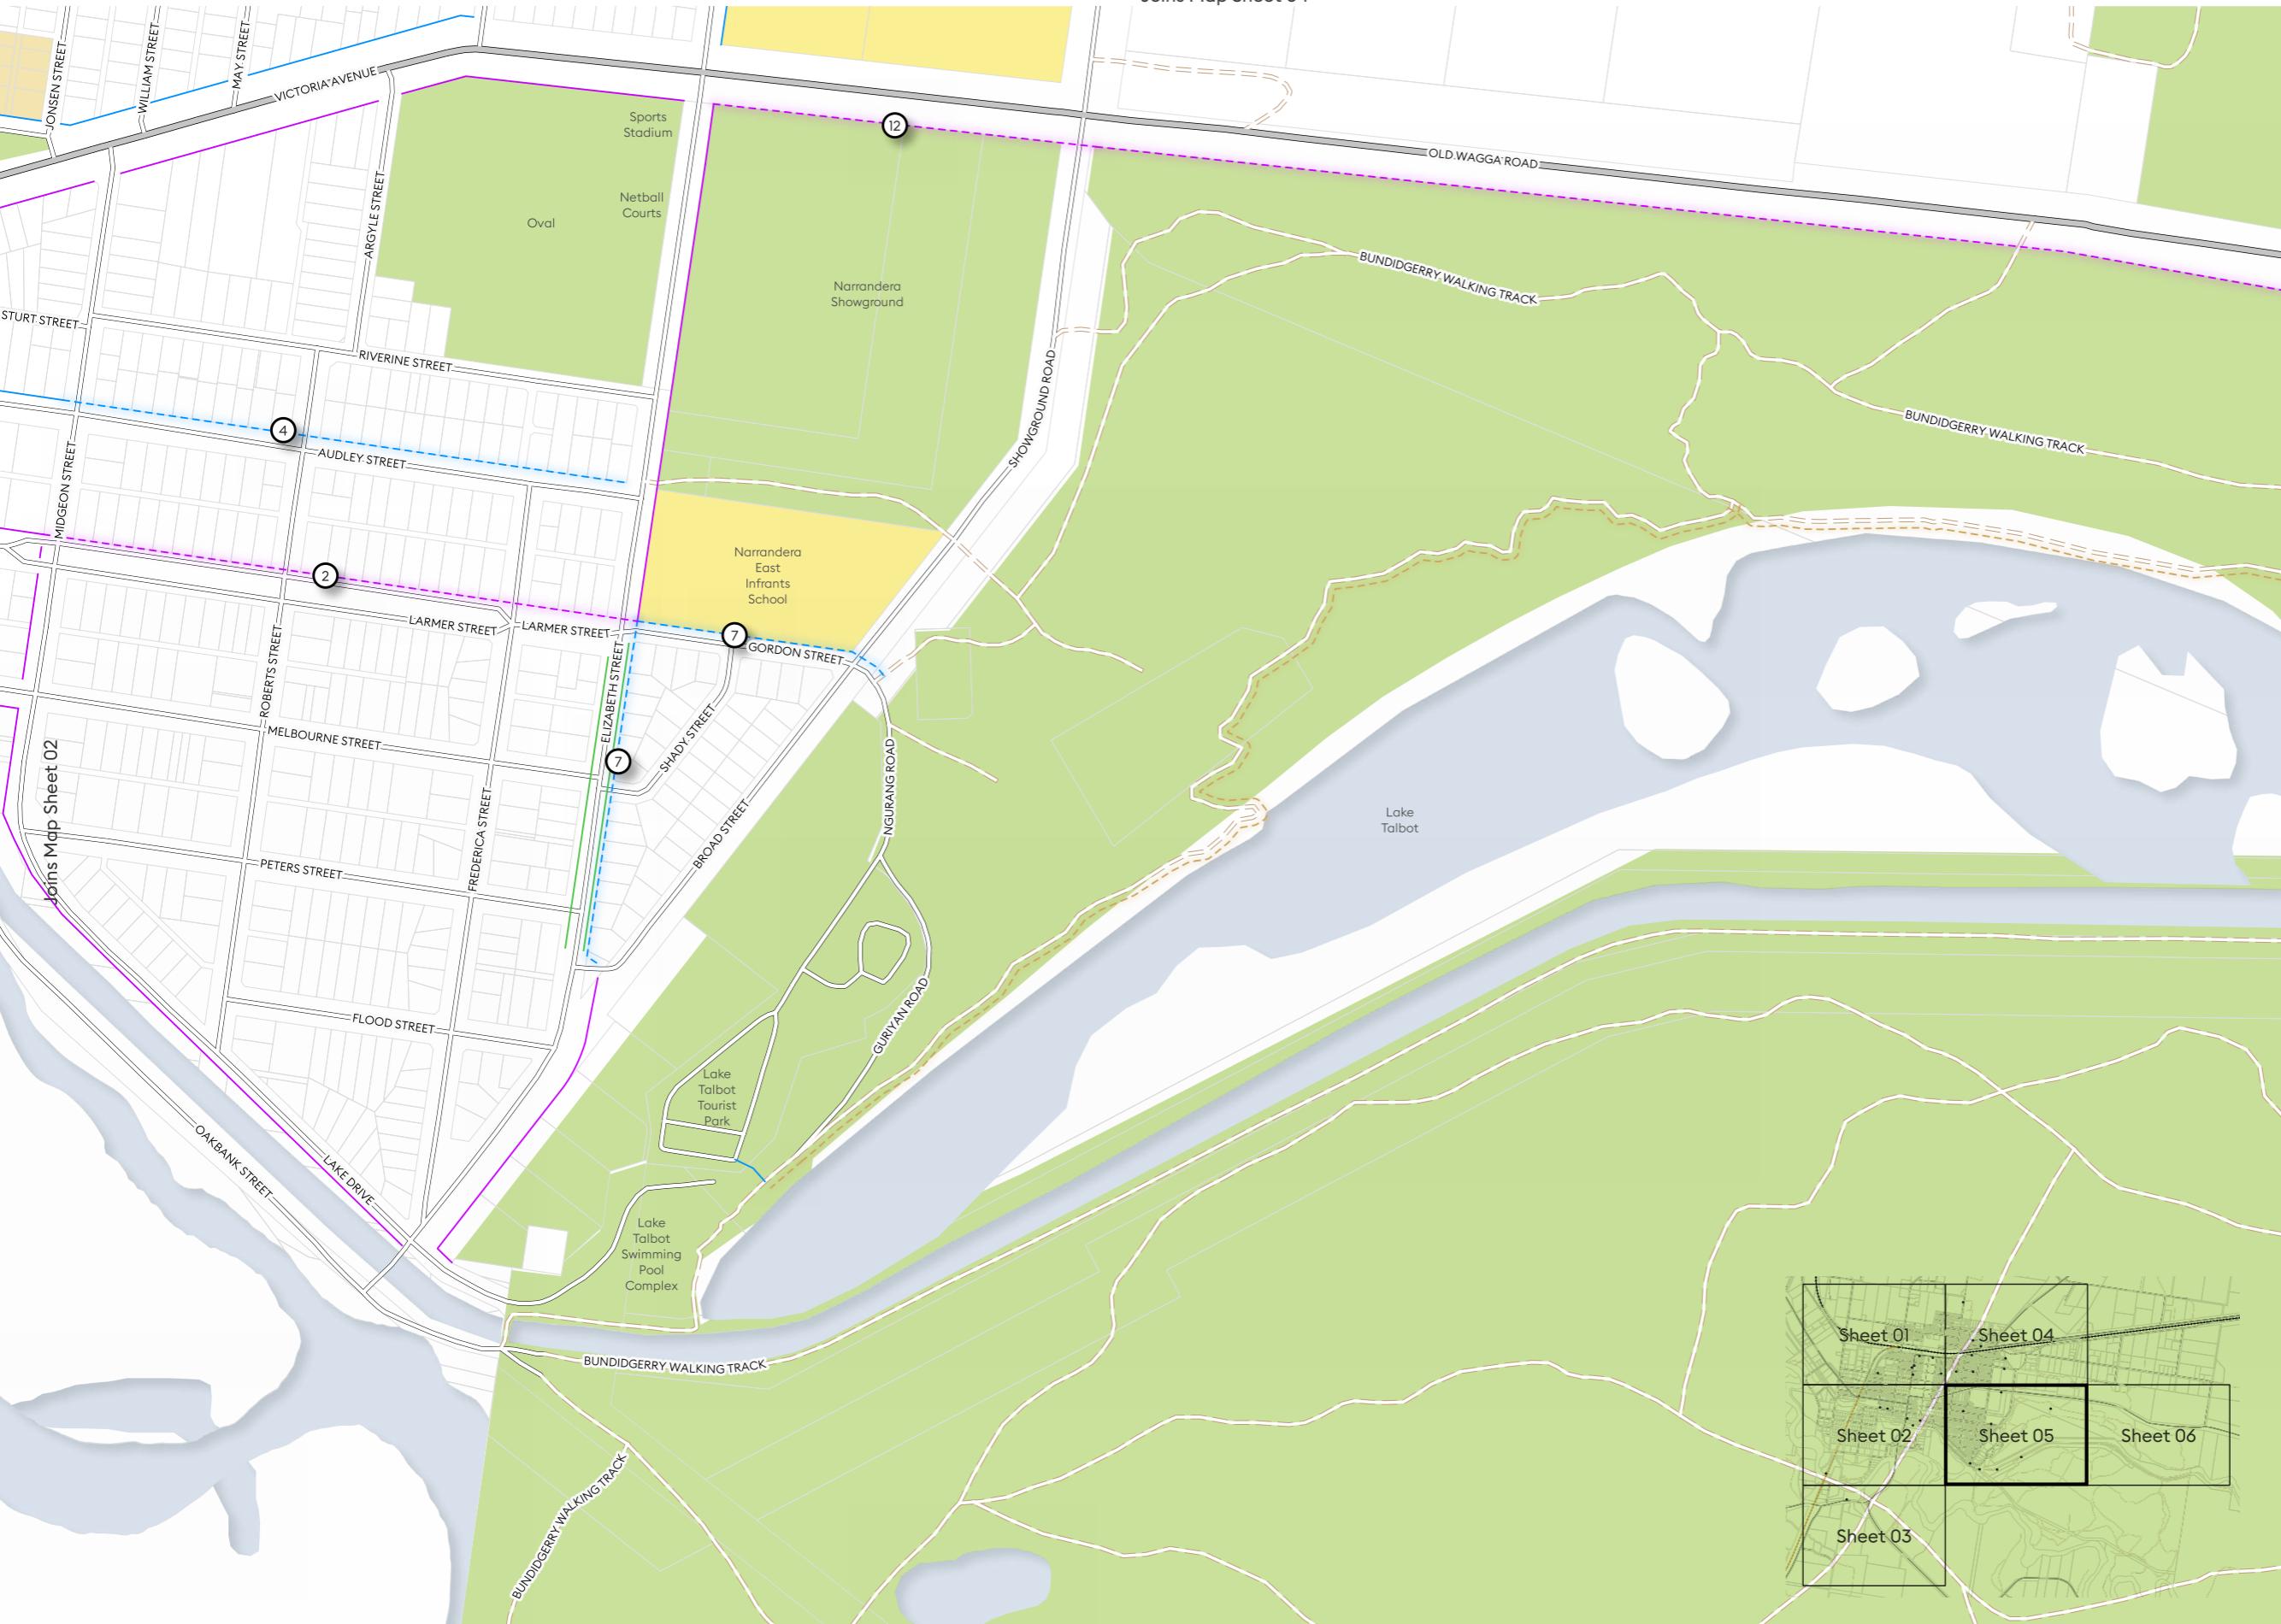 Joins Map Sheet 04
JONSEN STREET
WILLIAM STREET
MAY STREET
VICTORIA AVENUE
Sports
Stadium
12
OLD WAGGA ROAD
ARGYLE STREET
Netball
Courts
Oval
Narrandera
Showground
BUNDIDGERRY WALKING TRACK
STURT STREET
RIVERINE STREET
SHOWGROUND ROAD
BUNDIDGERRY WALKING TRACK
4
AUDLEY STREET
MIDGEON STREET
Narrandera
East
Infrants
School
2
LARMER STREET
LARMER STREET
7
GORDON STREET
ROBERTS STREET
ELIZABETH STREET
MELBOURNE STREET
SHADY STREET
7
NGURANG ROAD
Joins Map Sheet 02
Lake
Talbot
FREDERICA STREET
BROAD STREET
PETERS STREET
FLOOD STREET
GURIYAN ROAD
Lake
Talbot
Tourist
Park
OAKBANK STREET
LAKE DRIVE
Lake
Talbot
Swimming
Pool
Complex
BUNDIDGERRY WALKING TRACK
BUNDIDGERRY WALKING TRACK
Sheet 01
Sheet 04
Sheet 02
Sheet 05
Sheet 06
Sheet 03